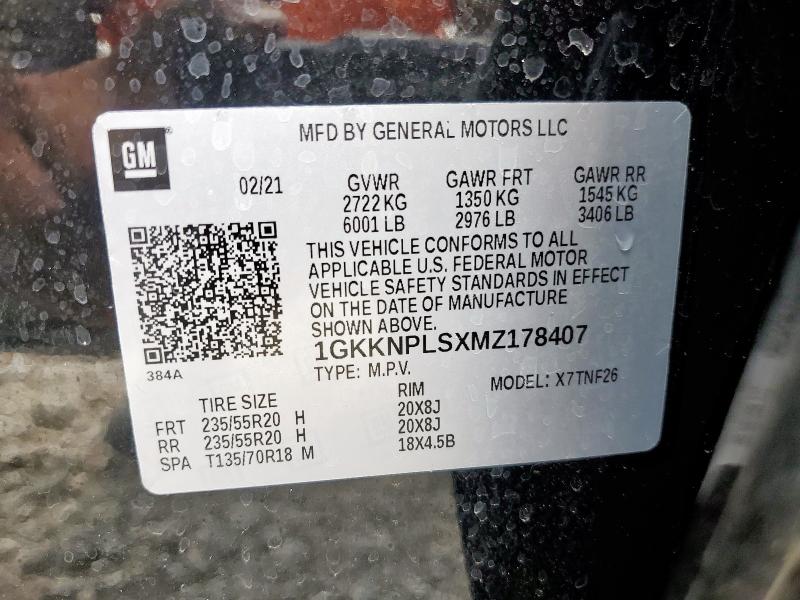 MFD BY GENERAL MOTORS LLC
GM
02/21 GVWR GAWR FRT GAWR RR
2722 KG 1350 KG 1545 KG
6001 LB 2976 LB 3406 LB
THIS VEHICLE CONFORMS TO ALL
APPLICABLE U.S. FEDERAL MOTOR
VEHICLE SAFETY STANDARDS IN EFFECT
ON THE DATE OF MANUFACTURE
SHOWN ABOVE.
1GKKNPLSXMZ178407
384A
TYPE: M.P.V. MODEL: X7TNF26
TIRE SIZE RIM
FRT 235/55R20 H 20X8J
RR 235/55R20 H 20X8J
SPA T135/70R18 M 18X4.5B